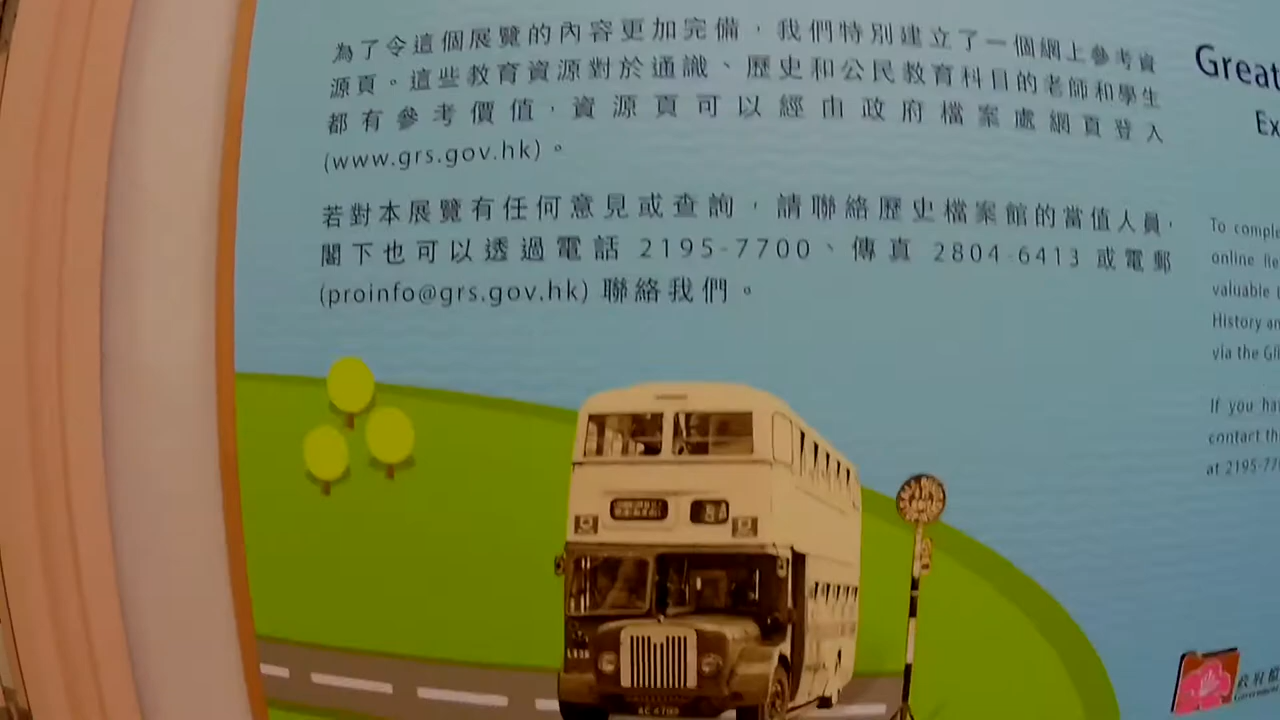 為了令這個展覽的內容更加完備，我們特別建立了一個網上參考資
源頁。這些教育資源對於通識、歷史和公民教育科目的老師和學生
都有參考價值，資源頁可以經由政府檔案處網頁登入
(www.grs.gov.hk)。
若對本展覽有任何意見或查詢，請聯絡歷史檔案館的當值人員，
閣下也可以透過電話 2195-7700、傳真 2804-6413 或電郵
(proinfo@grs.gov.hk) 聯絡我們。
Great
Ex
To comple
online Re
valuable
History an
via the
If you ha
contact th
at 2195-77
8A
政府檔
Government